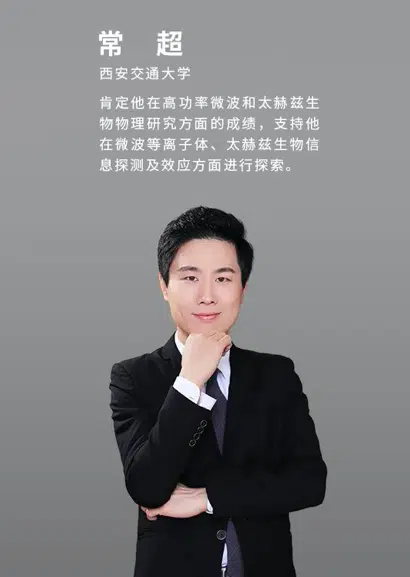 常 超
西安交通大学
肯定他在高功率微波和太赫兹生
物物理研究方面的成绩，支持他
在微波等离子体、太赫兹生物信
息探测及效应方面进行探索。